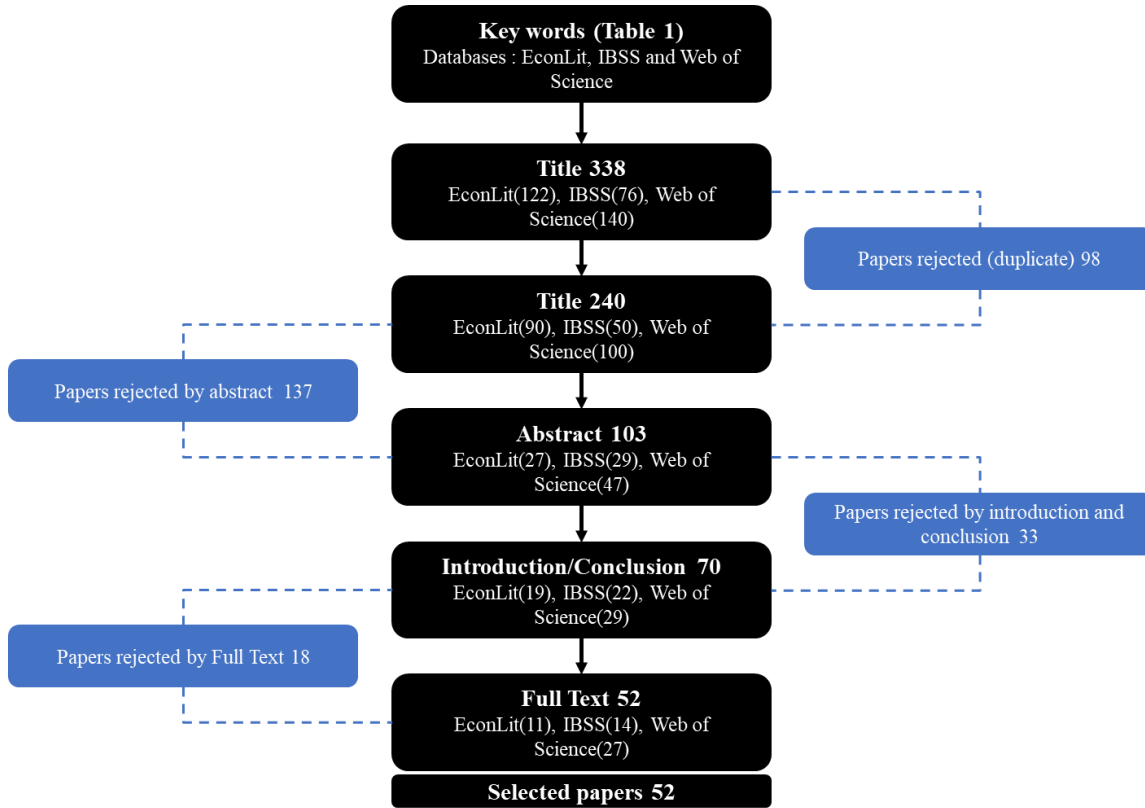 Key words (Table 1)
Databases : EconLit, IBSS and Web of
Science
Title 338
EconLit(122), IBSS(76), Web of
Science(140)
Papers rejected (duplicate) 98
Title 240
EconLit(90), IBSS(50), Web of
Science(100)
Papers rejected by abstract 137
Abstract 103
EconLit(27), IBSS(29), Web of
Science(47)
Papers rejected by introduction and
conclusion 33
Introduction/Conclusion 70
EconLit(19), IBSS(22), Web of
Science(29)
Papers rejected by Full Text 18
Full Text 52
EconLit(11), IBSS(14), Web of
Science(27)
Selected papers 52